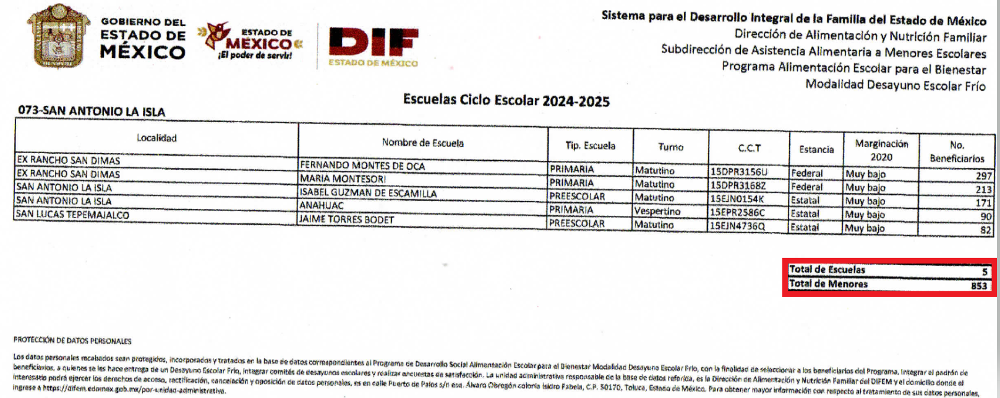 GOBIERNO DEL
ESTADO DE
MÉXICO
ESTADO DE
MÉXICO
¡El poder de servir!
DIF
ESTADO DE MÉXICO
Sistema para el Desarrollo Integral de la Familia del Estado de México
Dirección de Alimentación y Nutrición Familiar
Subdirección de Asistencia Alimentaria a Menores Escolares
Programa Alimentación Escolar para el Bienestar
Modalidad Desayuno Escolar Frío
Escuelas Ciclo Escolar 2024-2025
073-SAN ANTONIO LA ISLA
Localidad Nombre de Escuela Tip. Escuela Turno C.C.T Estancia Marginación 2020 No. Beneficiarios
EX RANCHO SAN DIMAS FERNANDO MONTES DE OCA PRIMARIA Matutino 15DPR3156U Federal Muy bajo 297
EX RANCHO SAN DIMAS MARIA MONTESORI PRIMARIA Matutino 15DPR3168Z Federal Muy bajo 213
SAN ANTONIO LA ISLA ISABEL GUZMAN DE ESCAMILLA PREESCOLAR Matutino 15EJN0154K Estatal Muy bajo 171
SAN ANTONIO LA ISLA ANAHUAC PRIMARIA Vespertino 15EPR2586C Estatal Muy bajo 90
SAN LUCAS TEPEMAJALCO JAIME TORRES BODET PREESCOLAR Matutino 15EJN4736Q Estatal Muy bajo 82
Total de Escuelas 5
Total de Menores 853
PROTECCIÓN DE DATOS PERSONALES
Los datos personales recabados sean protegidos, incorporados y tratados en la base de datos correspondientes al Programa de Desarrollo Social Alimentación Escolar para el Bienestar Modalidad Desayuno Escolar Frío, con la finalidad de seleccionar a los beneficiarios del Programa, integrar el padrón de
beneficiarios, a quienes se les hace entrega de un Desayuno Escolar Frio, integrar comités de desayunos escolares y realizar encuestas de satisfacción. La unidad administrativa responsable de la base de datos referida, es la Dirección de Alimentación y Nutrición Familiar del DIFEM y el domicilio donde el
interesado podrá ejercer los derechos de acceso, rectificación, cancelación y oposición de datos personales, es en calle Puerto de Palos s/n esq. Álvaro Obregón colonia Isidro Fabela, C.P. 50170, Toluca, Estado de México. Para obtener mayor información con respecto al tratamiento de sus datos personales,
ingrese a https://difem.edomex.gob.mx/por-unidad-administrativa.